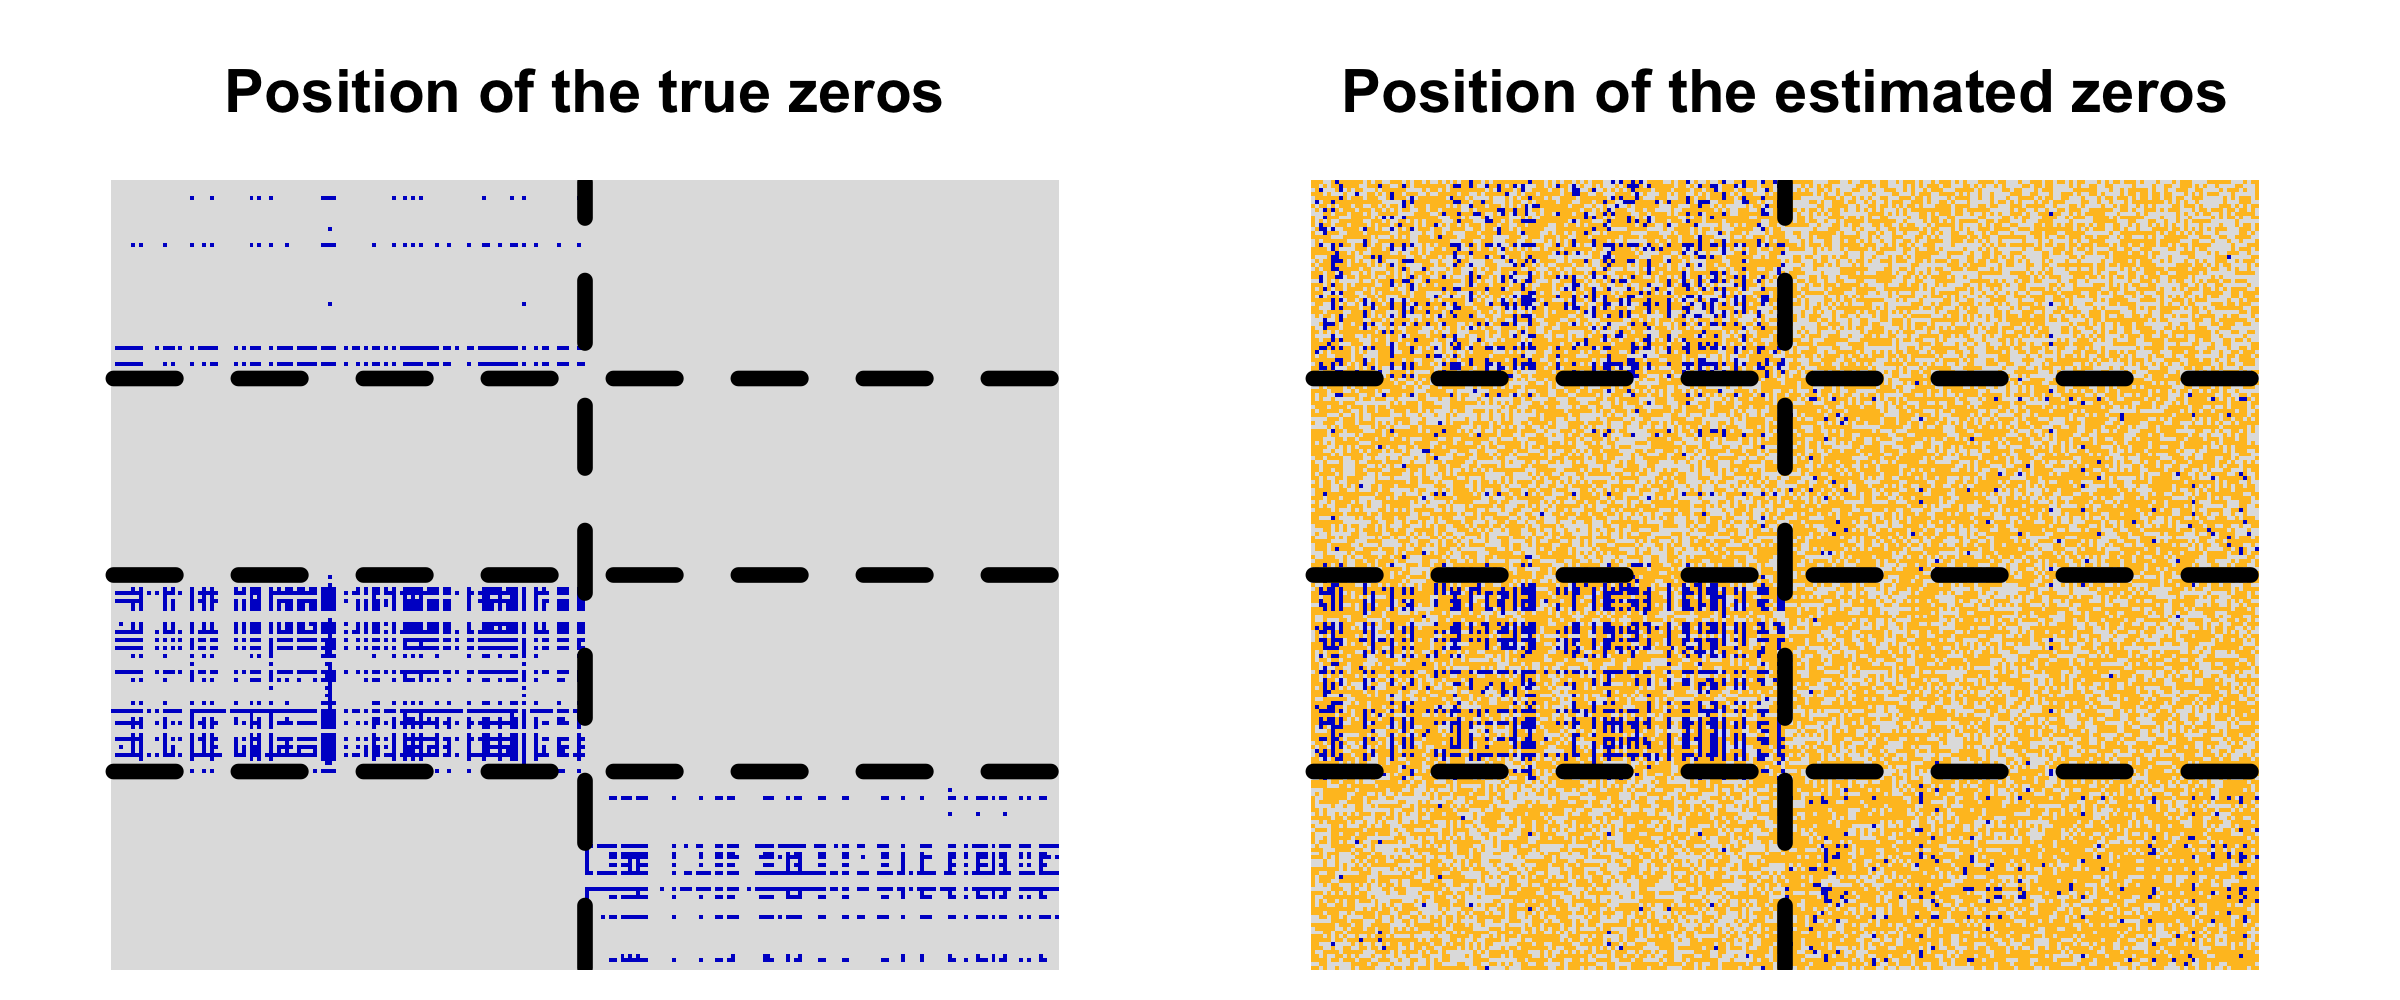 Position of the true zeros
Position of the estimated zeros